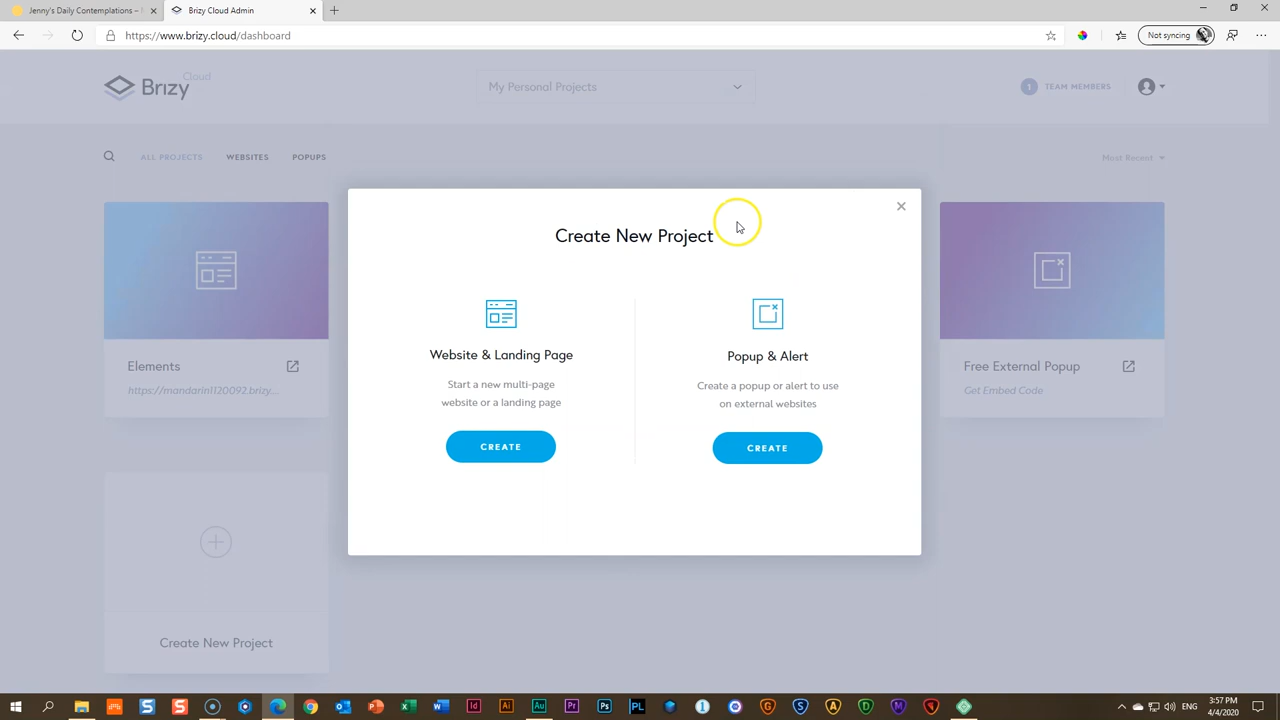 Jenny's Daily Contemplations –
Brizy Cloud Admin
https://www.brizy.cloud/dashboard
Not syncing
Brizy
Cloud
My Personal Projects
1
TEAM MEMBERS
ALL PROJECTS
WEBSITES
POPUPS
Most Recent
Create New Project
Website & Landing Page
Start a new multi-page
website or a landing page
CREATE
Popup & Alert
Create a popup or alert to use
on external websites
CREATE
Elements
https://mandarin1120092.brizy...
Free External Popup
Get Embed Code
Create New Project
3:57 PM
ENG
4/4/2020